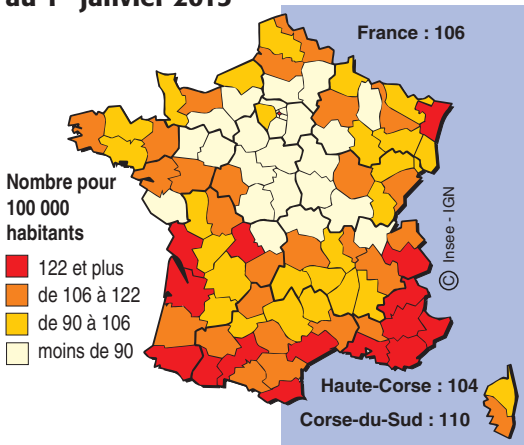 au 1er janvier 2015
France : 106
Nombre pour
100 000
habitants
122 et plus
de 106 à 122
de 90 à 106
moins de 90
© Insee - IGN
Haute-Corse : 104
Corse-du-Sud : 110